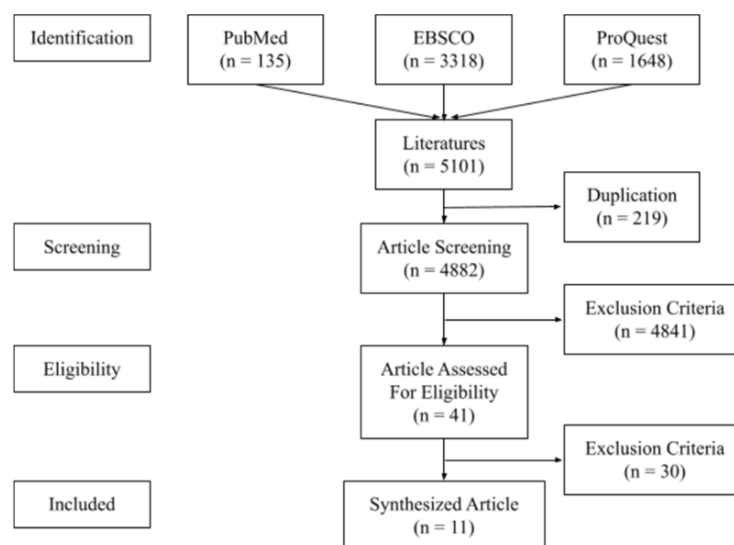 Identification
PubMed
(n = 135)
EBSCO
(n = 3318)
ProQuest
(n = 1648)
Literatures
(n = 5101)
Duplication
(n = 219)
Screening
Article Screening
(n = 4882)
Exclusion Criteria
(n = 4841)
Eligibility
Article Assessed
For Eligibility
(n = 41)
Exclusion Criteria
(n = 30)
Included
Synthesized Article
(n = 11)